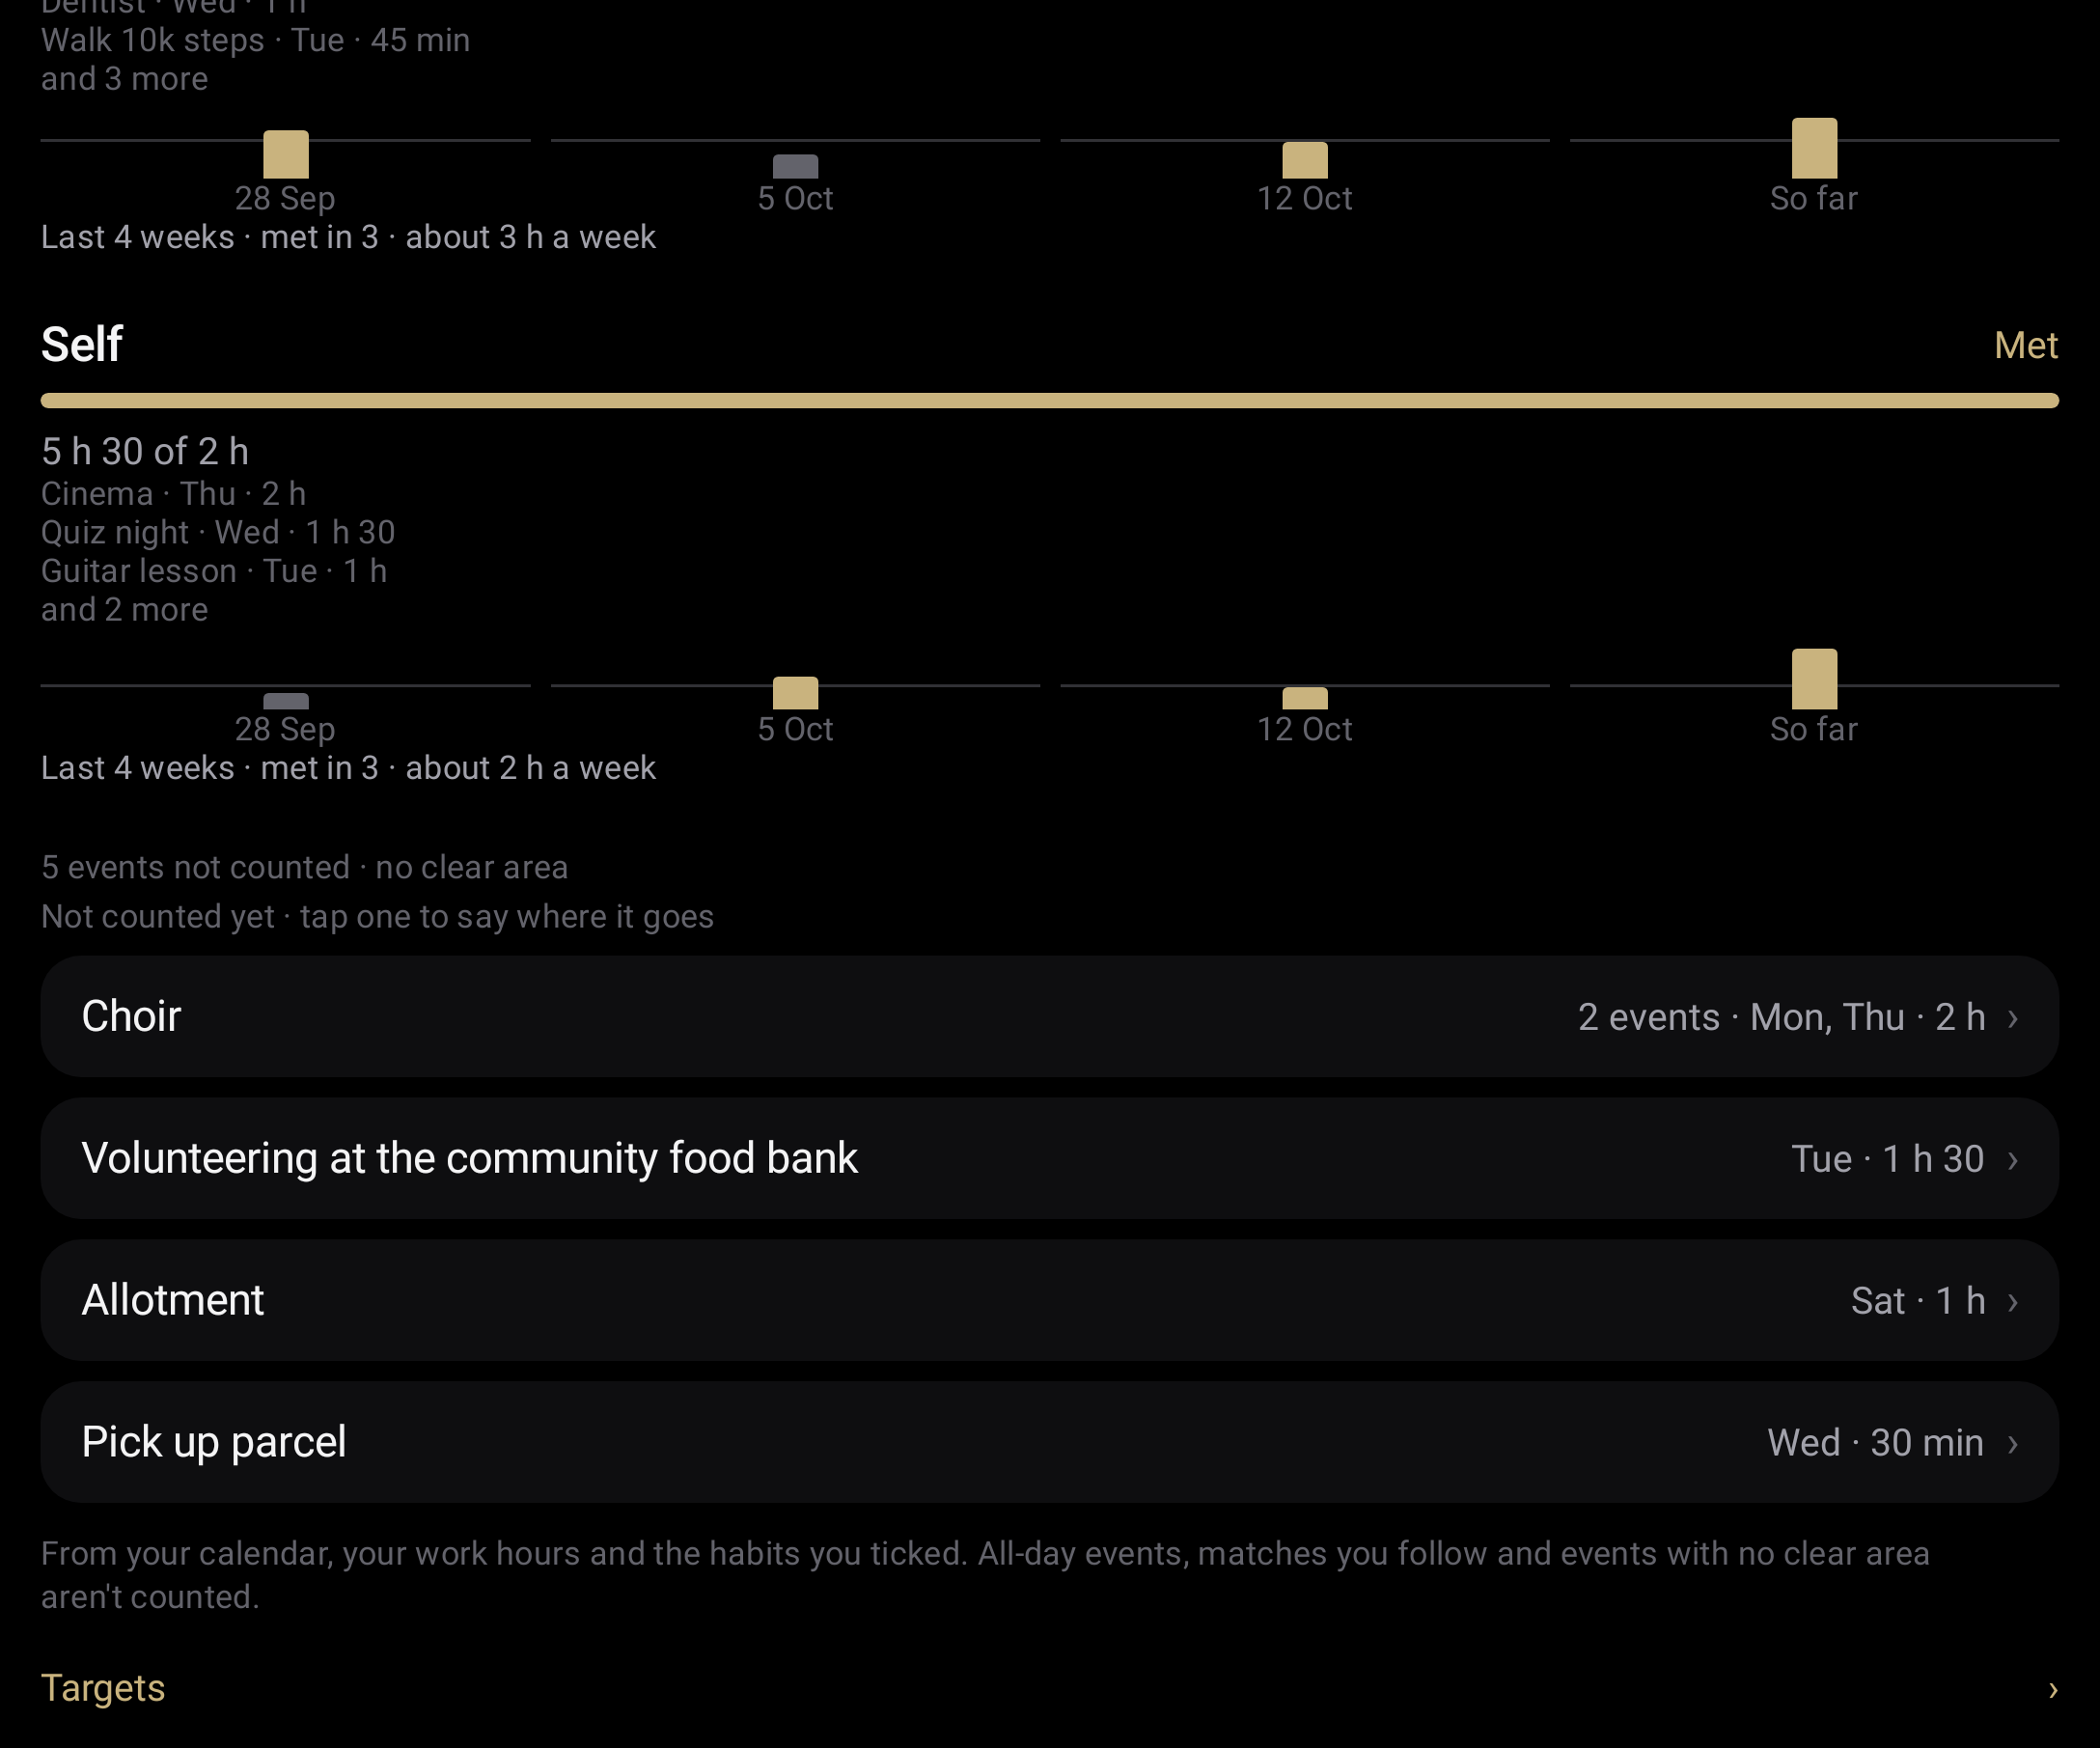 Dentist · Wed · 1 h
Walk 10k steps · Tue · 45 min
and 3 more
28 Sep 5 Oct 12 Oct So far
Last 4 weeks · met in 3 · about 3 h a week
Self Met
5 h 30 of 2 h
Cinema · Thu · 2 h
Quiz night · Wed · 1 h 30
Guitar lesson · Tue · 1 h
and 2 more
28 Sep 5 Oct 12 Oct So far
Last 4 weeks · met in 3 · about 2 h a week
5 events not counted · no clear area
Not counted yet · tap one to say where it goes
Choir 2 events · Mon, Thu · 2 h ›
Volunteering at the community food bank Tue · 1 h 30 ›
Allotment Sat · 1 h ›
Pick up parcel Wed · 30 min ›
From your calendar, your work hours and the habits you ticked. All-day events, matches you follow and events with no clear area
aren't counted.
Targets ›